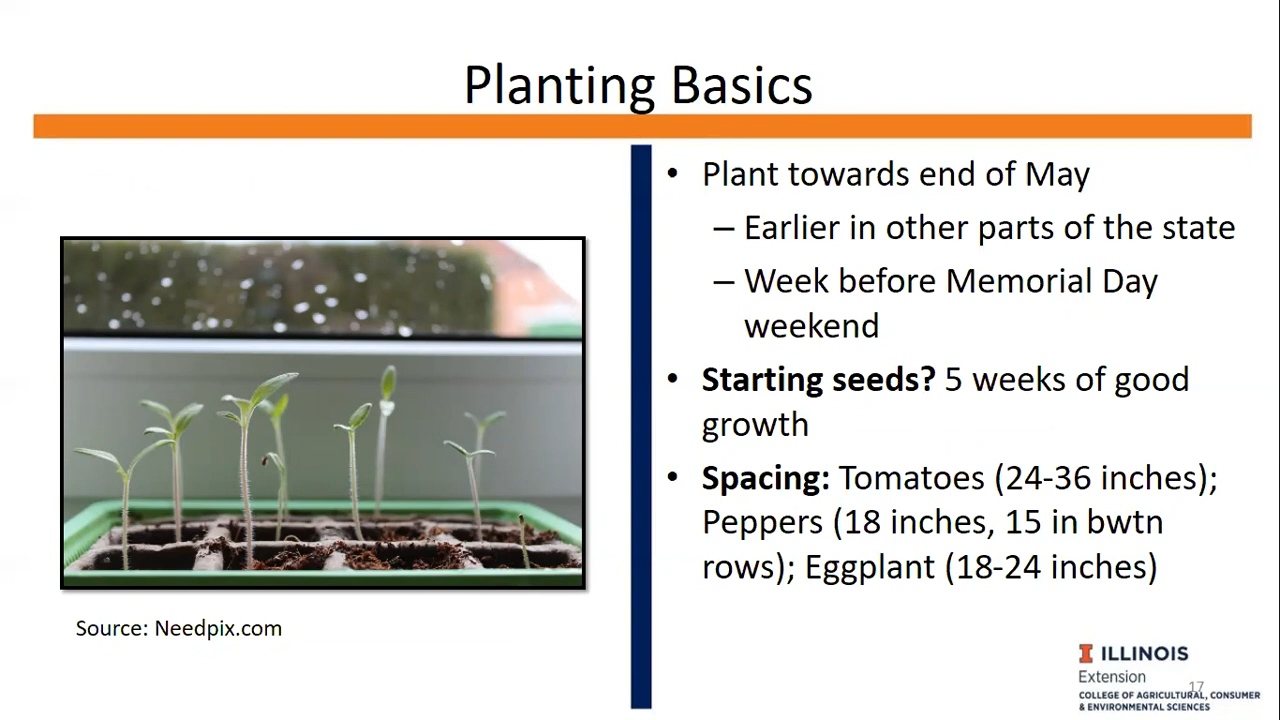 Planting Basics
• Plant towards end of May
– Earlier in other parts of the state
– Week before Memorial Day
weekend
• Starting seeds? 5 weeks of good
growth
• Spacing: Tomatoes (24-36 inches);
Peppers (18 inches, 15 in bwtn
rows); Eggplant (18-24 inches)
Source: Needpix.com
I ILLINOIS
Extension
17
COLLEGE OF AGRICULTURAL, CONSUMER
& ENVIRONMENTAL SCIENCES